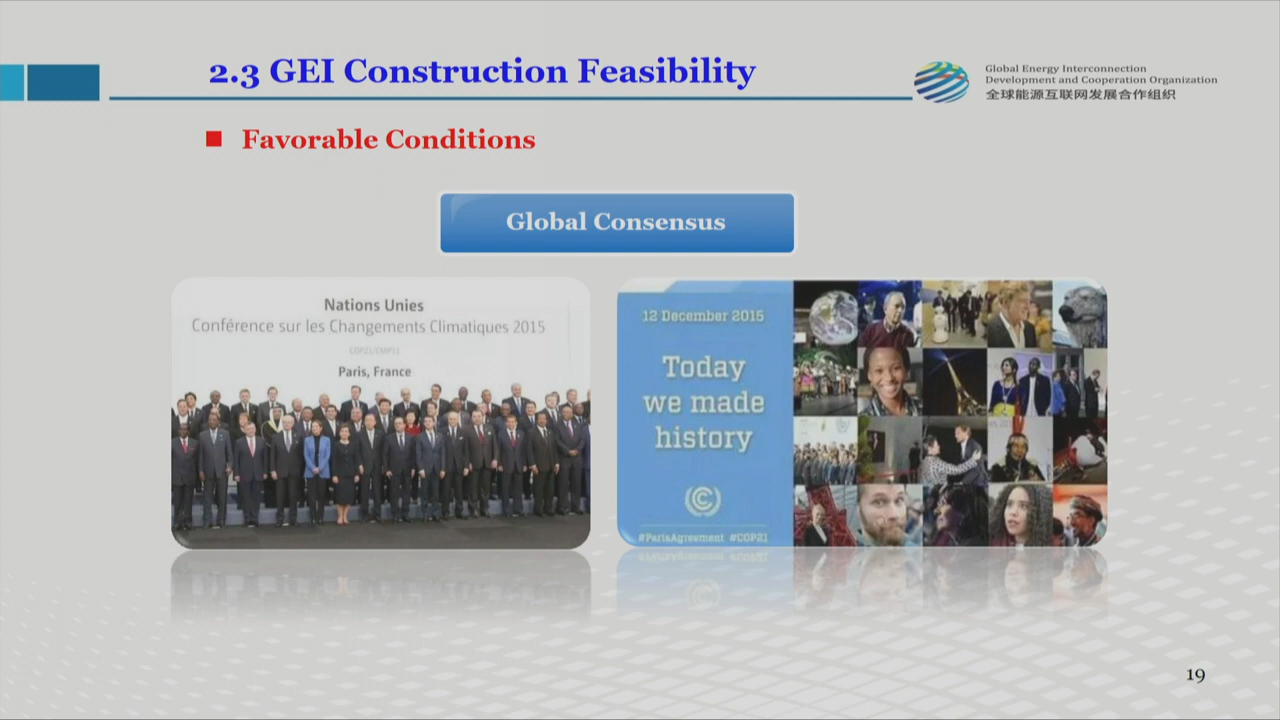 2.3 GEI Construction Feasibility
Global Energy Interconnection
Development and Cooperation Organization
全球能源互联网发展合作组织
Favorable Conditions
Global Consensus
Nations Unies
Conférence sur les Changements Climatiques 2015
COP21/CMP11
Paris, France
12 December 2015
Today
we made
history
#ParisAgreement #COP21
19